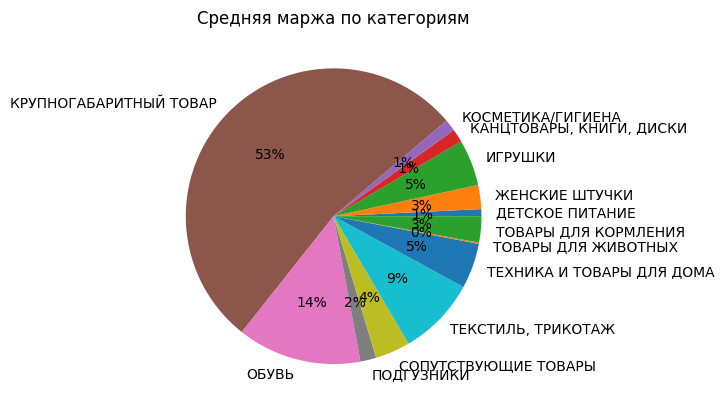 Средняя маржа по категориям
КРУПНОГАБАРИТНЫЙ ТОВАР
53%
КОСМЕТИКА/ГИГИЕНА
1%
КАНЦТОВАРЫ, КНИГИ, ДИСКИ
1%
ИГРУШКИ
5%
ЖЕНСКИЕ ШТУЧКИ
3%
ДЕТСКОЕ ПИТАНИЕ
1%
ТОВАРЫ ДЛЯ КОРМЛЕНИЯ
3%
ТОВАРЫ ДЛЯ ЖИВОТНЫХ
0%
ТЕХНИКА И ТОВАРЫ ДЛЯ ДОМА
5%
ТЕКСТИЛЬ, ТРИКОТАЖ
9%
СОПУТСТВУЮЩИЕ ТОВАРЫ
4%
ПОДГУЗНИКИ
2%
ОБУВЬ
14%